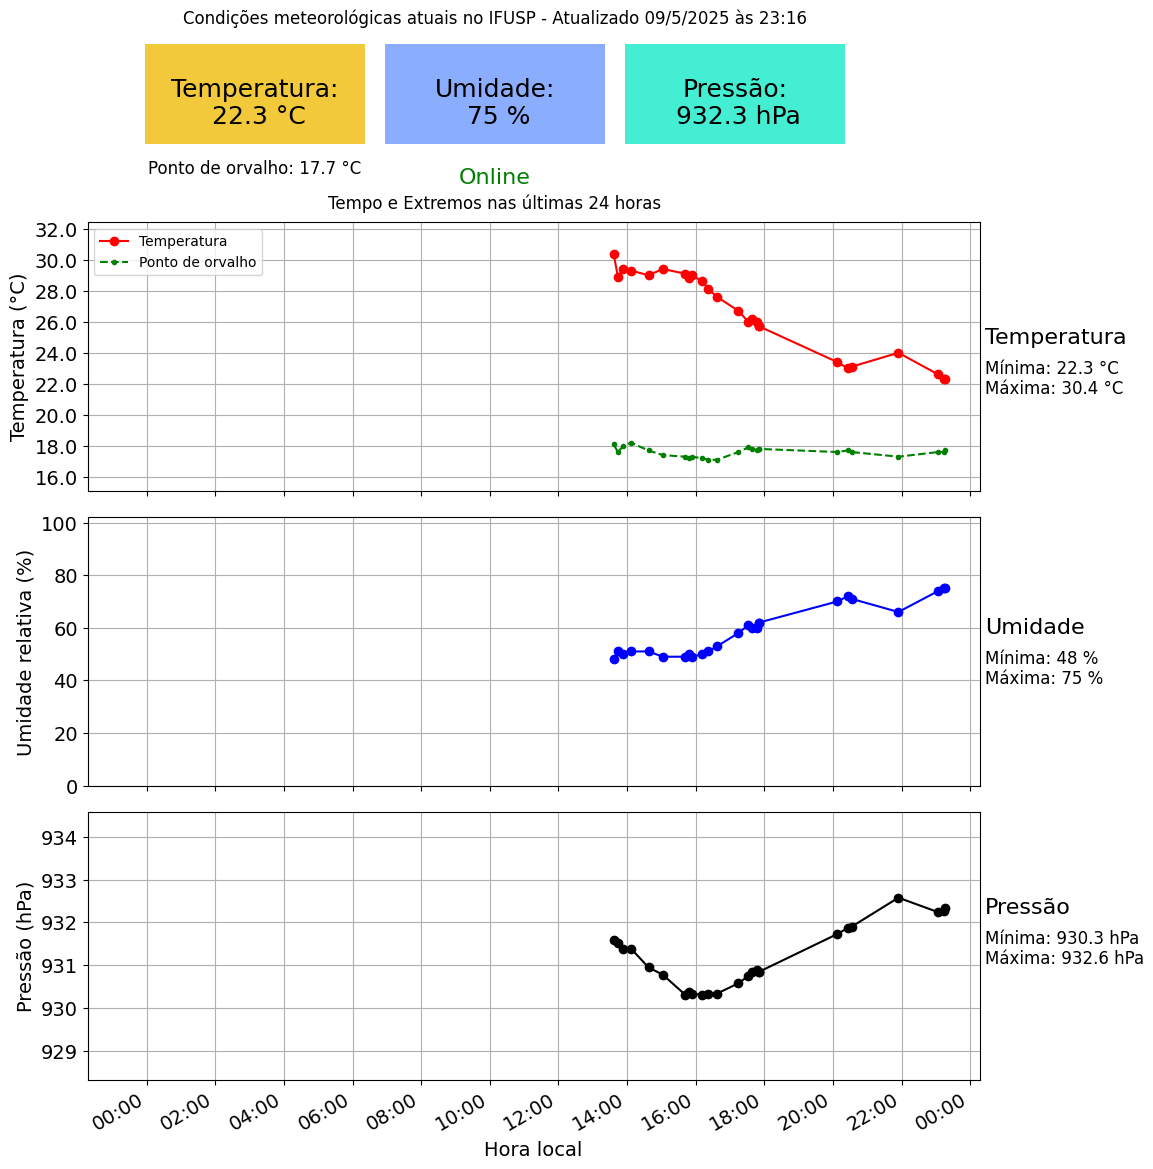 Condições meteorológicas atuais no IFUSP - Atualizado 09/5/2025 às 23:16
Temperatura:
22.3 °C
Umidade:
75 %
Pressão:
932.3 hPa
Ponto de orvalho: 17.7 °C
Online
Tempo e Extremos nas últimas 24 horas
Temperatura
Ponto de orvalho
Temperatura (°C)
32.0
30.0
28.0
26.0
24.0
22.0
20.0
18.0
16.0
Temperatura
Mínima: 22.3 °C
Máxima: 30.4 °C
Umidade relativa (%)
100
80
60
40
20
0
Umidade
Mínima: 48 %
Máxima: 75 %
Pressão (hPa)
934
933
932
931
930
929
Pressão
Mínima: 930.3 hPa
Máxima: 932.6 hPa
00:00 02:00 04:00 06:00 08:00 10:00 12:00 14:00 16:00 18:00 20:00 22:00 00:00
Hora local